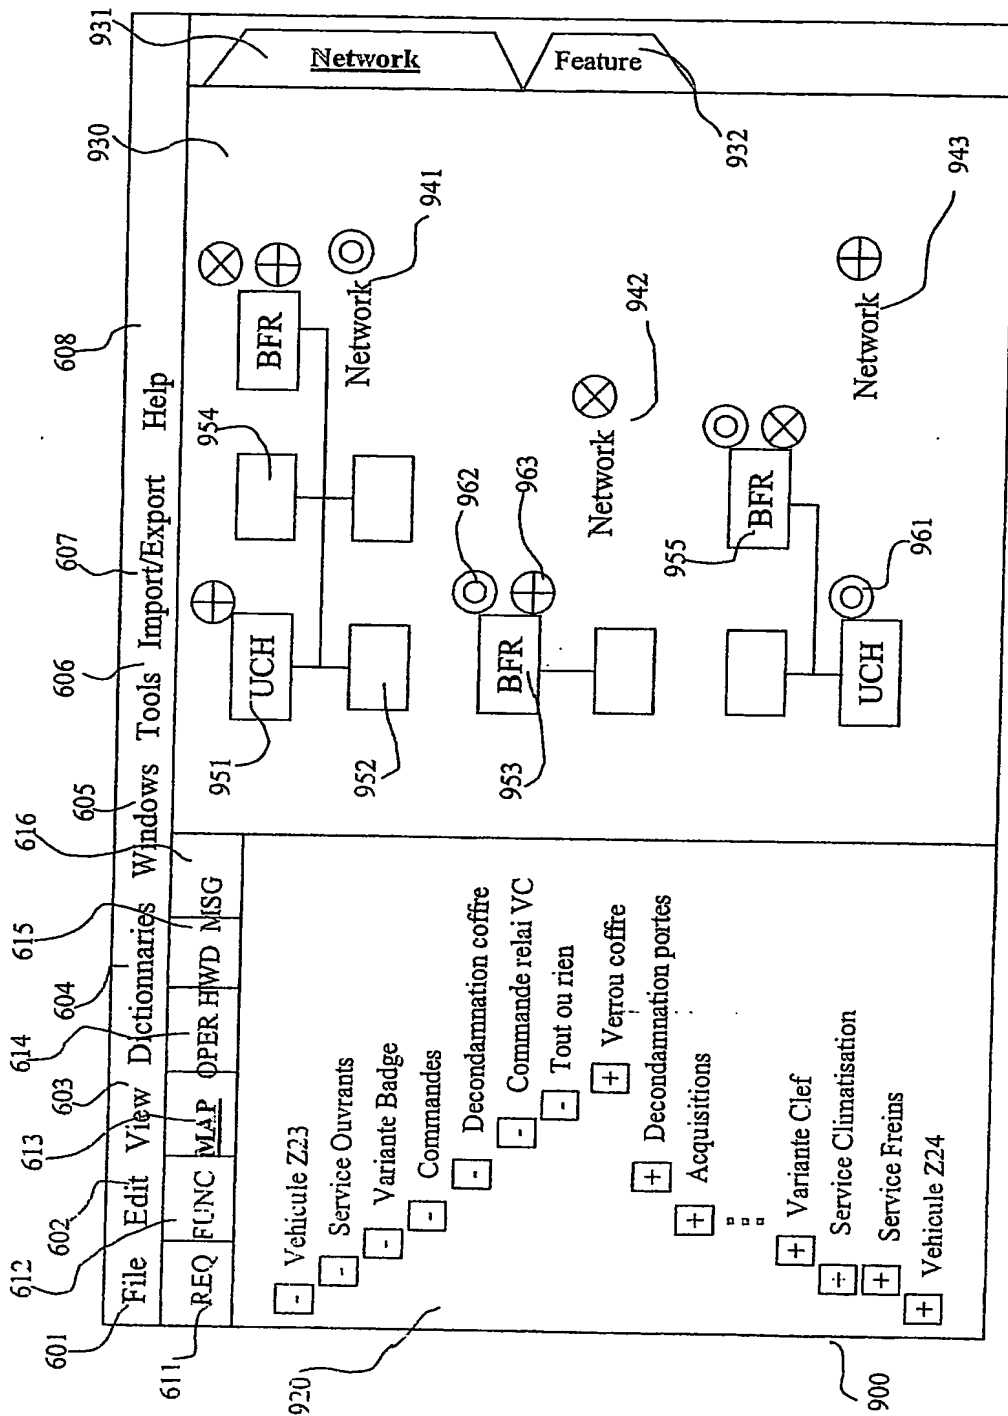 601
602
603
604
605
606
607
608
File Edit View Dictionnaries Windows Tools Import/Export Help
611
612
613
614
615
616
REQ FUNC MAP OPER HWD MSG
920
- Vehicule Z23
- Service Ouvrants
- Variante Badge
- Commandes
- Decondamnation coffre
- Commande relai VC
- Tout ou rien
+ Verrou coffre
+ Decondamnation portes
+ Acquisitions
+ Variante Clef
+ Service Climatisation
+ Service Freins
+ Vehicule Z24
900
930
931
Network
932
Feature
951
UCH
954
BFR
952
Network
941
953
BFR
962
963
Network
942
955
BFR
UCH
961
Network
943